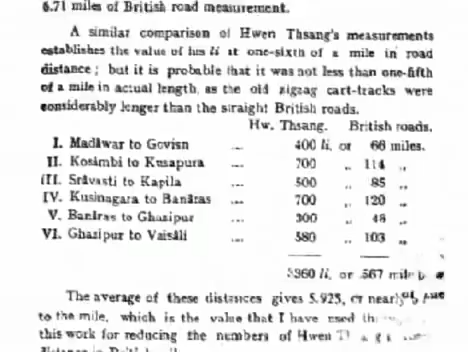 6.71 miles of British road measurement.
A similar comparison of Hwen Thsang's measurements
establishes the value of his li at one-sixth of a mile in road
distance; but it is probable that it was not less than one-fifth
of a mile in actual length, as the old zigzag cart-tracks were
considerably longer than the straight British roads.
Hw. Thsang. British roads.
I. Madâwar to Govisn ... 400 li, or 66 miles.
II. Kosimbi to Kusapura ... 700 „ 114 „
III. Srâvasti to Kapila ... 500 „ 85 „
IV. Kusinagara to Banâras ... 700 „ 120 „
V. Banâras to Ghazipur ... 300 „ 48 „
VI. Ghazipur to Vaisâli ... 580 „ 103 „
3360 li, or 567 miles
The average of these distances gives 5.925, or nearly
to the mile, which is the value that I have used
this work for reducing the numbers of Hwen